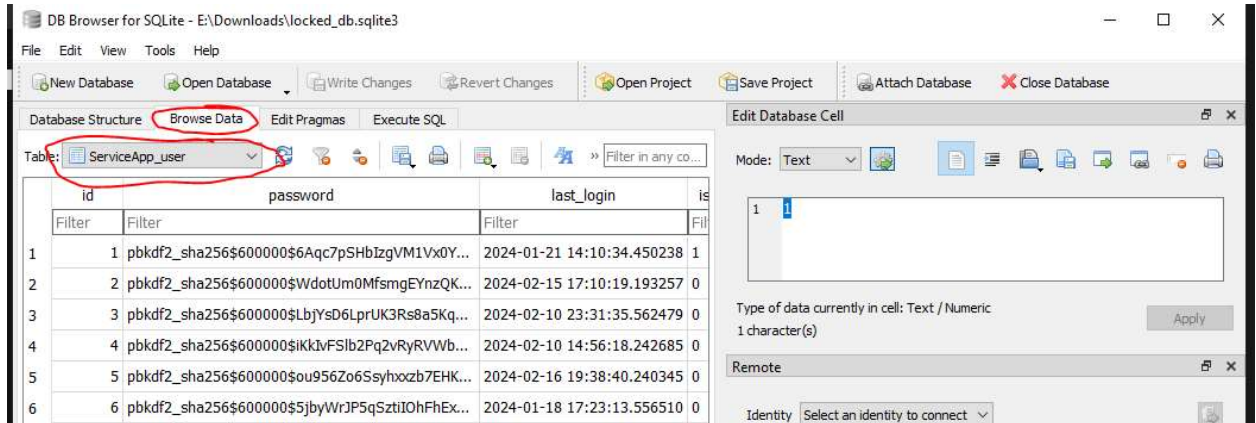 DB Browser for SQLite - E:\Downloads\locked_db.sqlite3
File Edit View Tools Help
New Database Open Database Write Changes Revert Changes Open Project Save Project Attach Database Close Database
Database Structure Browse Data Edit Pragmas Execute SQL
Table: ServiceApp_user » Filter in any co...
id password last_login is
Filter Filter Filter Fil
1 1 pbkdf2_sha256$600000$6Aqc7pSHbIzgVM1Vx0Y... 2024-01-21 14:10:34.450238 1
2 2 pbkdf2_sha256$600000$WdotUm0MfsmgEYnzQK... 2024-02-15 17:10:19.193257 0
3 3 pbkdf2_sha256$600000$LbjYsD6LprUK3Rs8a5Kq... 2024-02-10 23:31:35.562479 0
4 4 pbkdf2_sha256$600000$iKkIvFSlb2Pq2vRyRVWb... 2024-02-10 14:56:18.242685 0
5 5 pbkdf2_sha256$600000$ou956Zo6Ssyhxxzb7EHK... 2024-02-16 19:38:40.240345 0
6 6 pbkdf2_sha256$600000$5jbyWrJP5qSztiIOhFhEx... 2024-01-18 17:23:13.556510 0
Edit Database Cell
Mode: Text
1 1
Type of data currently in cell: Text / Numeric
1 character(s)
Apply
Remote
Identity Select an identity to connect